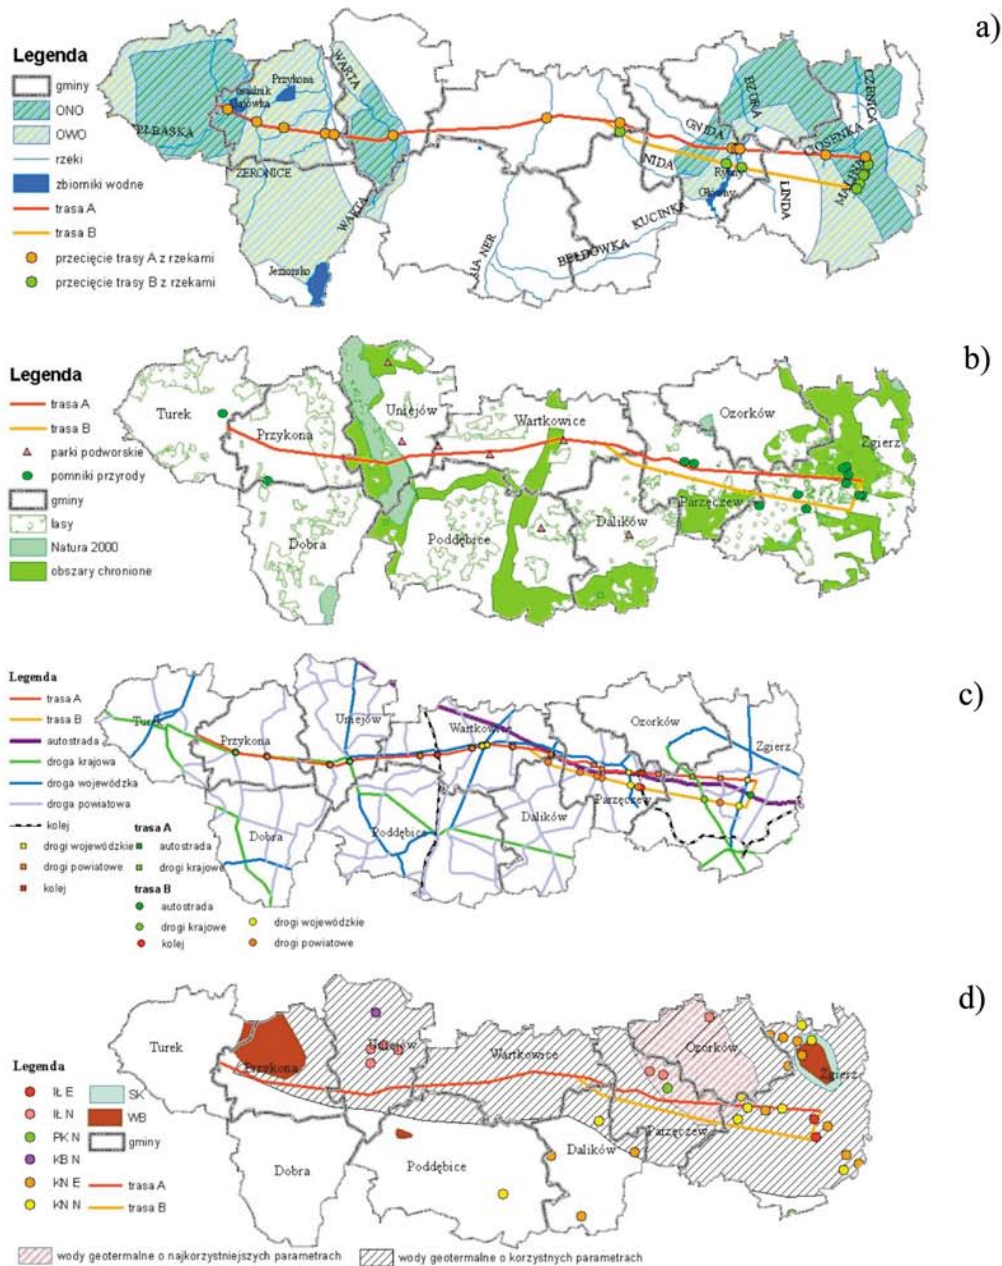 a)
Legenda
gminy
ONO
OWO
rzeki
zbiorniki wodne
trasa A
trasa B
przecięcie trasy A z rzekami
przecięcie trasy B z rzekami
Przykona
WARTA
ŻERONICE
WARTA
Jeziorsko
NER
BEŁDÓWKA
KUCINKA
GNIDA
NIDA
BZURA
Główny
LINDA
CIOSENKA
MALINA
b)
Legenda
trasa A
trasa B
parki podworskie
pomniki przyrody
gminy
lasy
Natura 2000
obszary chronione
Turek
Przykona
Uniejów
Wartkowice
Ozorków
Zgierz
Parzęczew
Dalików
Poddębice
Dobra
c)
Legenda
trasa A
trasa B
autostrada
droga krajowa
droga wojewódzka
droga powiatowa
kolej
drogi wojewódzkie
drogi powiatowe
kolej
trasa A
autostrada
drogi krajowe
trasa B
autostrada
drogi krajowe
kolej
drogi wojewódzkie
drogi powiatowe
Turek
Przykona
Uniejów
Wartkowice
Ozorków
Zgierz
Parzęczew
Dalików
Poddębice
Dobra
d)
Legenda
IŁ E
IŁ N
PK N
KB N
KN E
KN N
SK
WB
gminy
trasa A
trasa B
Turek
Przykona
Uniejów
Wartkowice
Ozorków
Zgierz
Parzęczew
Dalików
Poddębice
Dobra
wody geotermalne o najkorzystniejszych parametrach
wody geotermalne o korzystnych parametrach